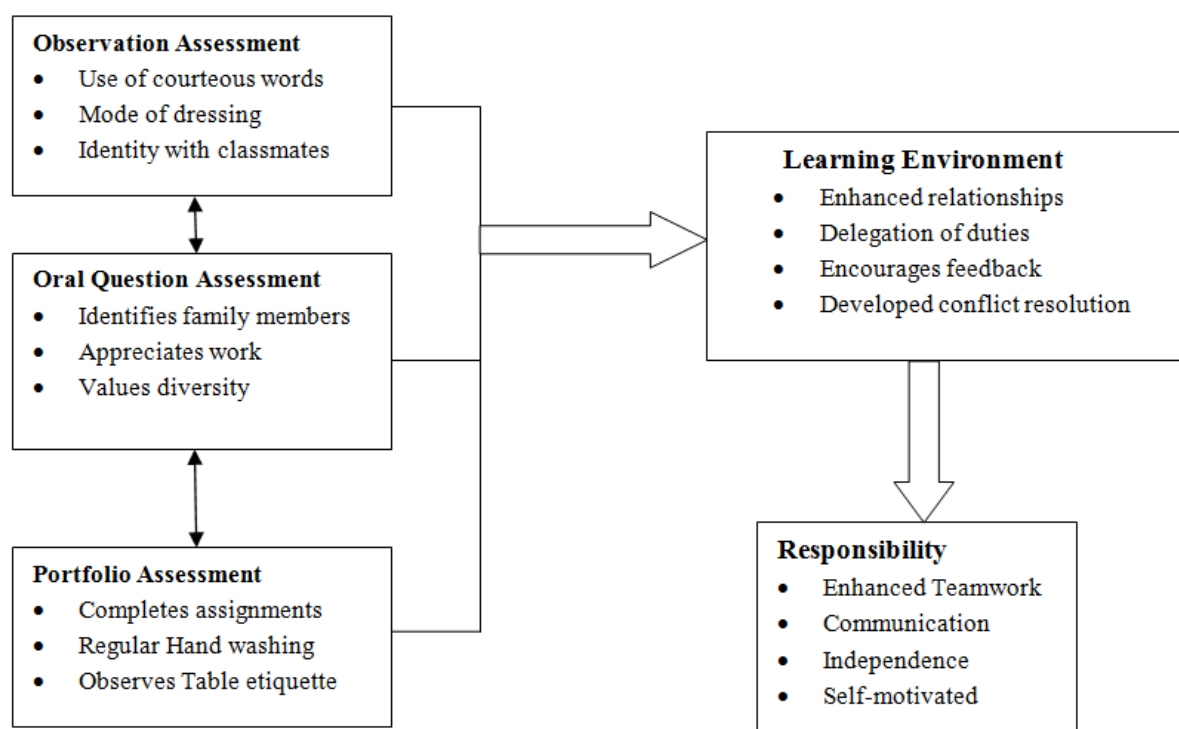 Observation Assessment
• Use of courteous words
• Mode of dressing
• Identity with classmates
Oral Question Assessment
• Identifies family members
• Appreciates work
• Values diversity
Portfolio Assessment
• Completes assignments
• Regular Hand washing
• Observes Table etiquette
Learning Environment
• Enhanced relationships
• Delegation of duties
• Encourages feedback
• Developed conflict resolution
Responsibility
• Enhanced Teamwork
• Communication
• Independence
• Self-motivated